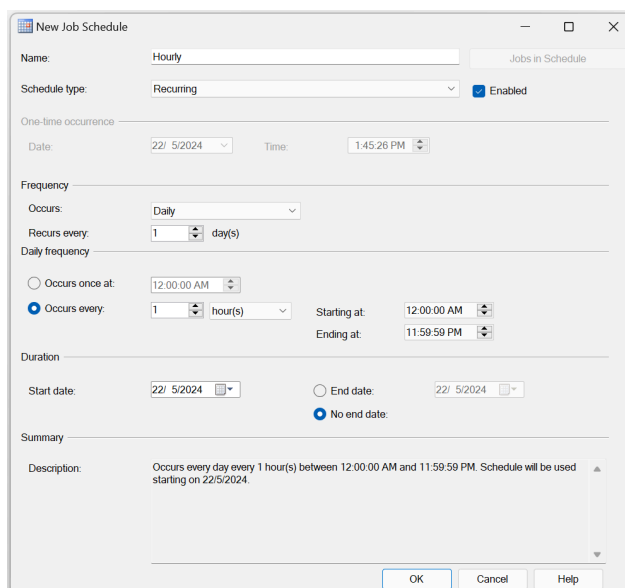 New Job Schedule
Name: Hourly Jobs in Schedule
Schedule type: Recurring Enabled
One-time occurrence
Date: 22/ 5/2024 Time: 1:45:26 PM
Frequency
Occurs: Daily
Recurs every: 1 day(s)
Daily frequency
Occurs once at: 12:00:00 AM
Occurs every: 1 hour(s) Starting at: 12:00:00 AM
Ending at: 11:59:59 PM
Duration
Start date: 22/ 5/2024 End date: 22/ 5/2024
No end date:
Summary
Description: Occurs every day every 1 hour(s) between 12:00:00 AM and 11:59:59 PM. Schedule will be used
starting on 22/5/2024.
OK Cancel Help